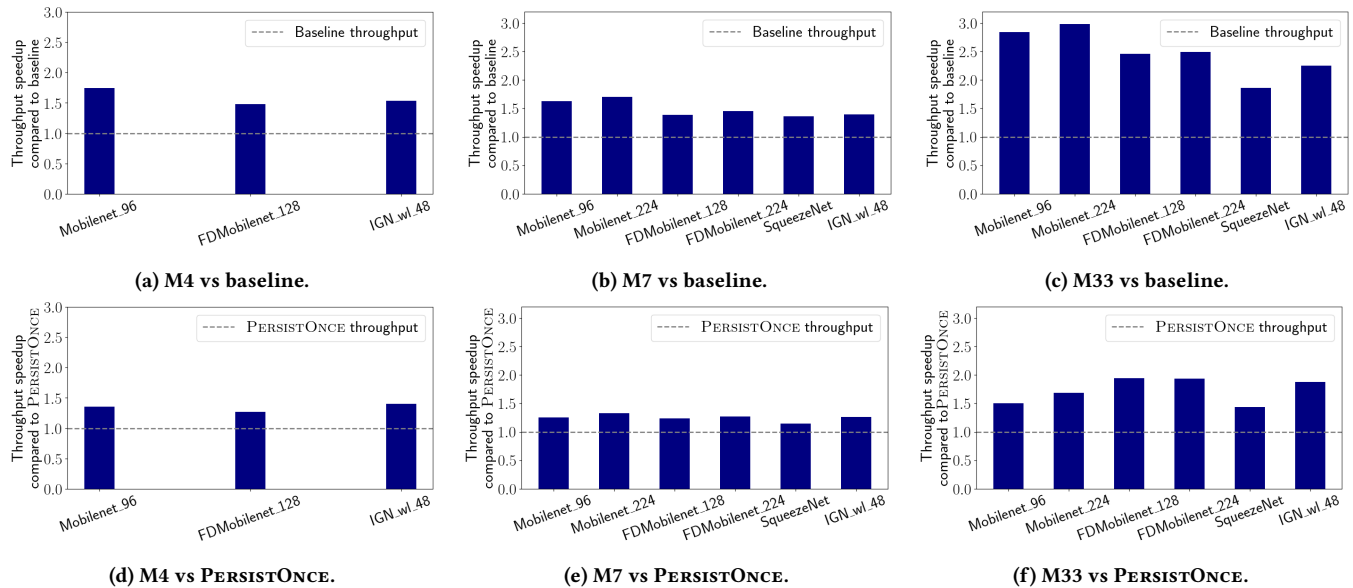 Throughput speedup
compared to baseline
3.0
2.5
2.0
1.5
1.0
0.5
0.0
Baseline throughput
Mobilenet_96
FDMobilenet_128
IGN_wl_48
(a) M4 vs baseline.
Throughput speedup
compared to baseline
3.0
2.5
2.0
1.5
1.0
0.5
0.0
Baseline throughput
Mobilenet_96
Mobilenet_224
FDMobilenet_128
FDMobilenet_224
SqueezeNet
IGN_wl_48
(b) M7 vs baseline.
Throughput speedup
compared to baseline
3.0
2.5
2.0
1.5
1.0
0.5
0.0
Baseline throughput
Mobilenet_96
Mobilenet_224
FDMobilenet_128
FDMobilenet_224
SqueezeNet
IGN_wl_48
(c) M33 vs baseline.
Throughput speedup
compared to PERSISTONCE
3.0
2.5
2.0
1.5
1.0
0.5
0.0
PERSISTONCE throughput
Mobilenet_96
FDMobilenet_128
IGN_wl_48
(d) M4 vs PERSISTONCE.
Throughput speedup
compared to PERSISTONCE
3.0
2.5
2.0
1.5
1.0
0.5
0.0
PERSISTONCE throughput
Mobilenet_96
Mobilenet_224
FDMobilenet_128
FDMobilenet_224
SqueezeNet
IGN_wl_48
(e) M7 vs PERSISTONCE.
Throughput speedup
compared toPERSISTONCE
3.0
2.5
2.0
1.5
1.0
0.5
0.0
PERSISTONCE throughput
Mobilenet_96
Mobilenet_224
FDMobilenet_128
FDMobilenet_224
SqueezeNet
IGN_wl_48
(f) M33 vs PERSISTONCE.